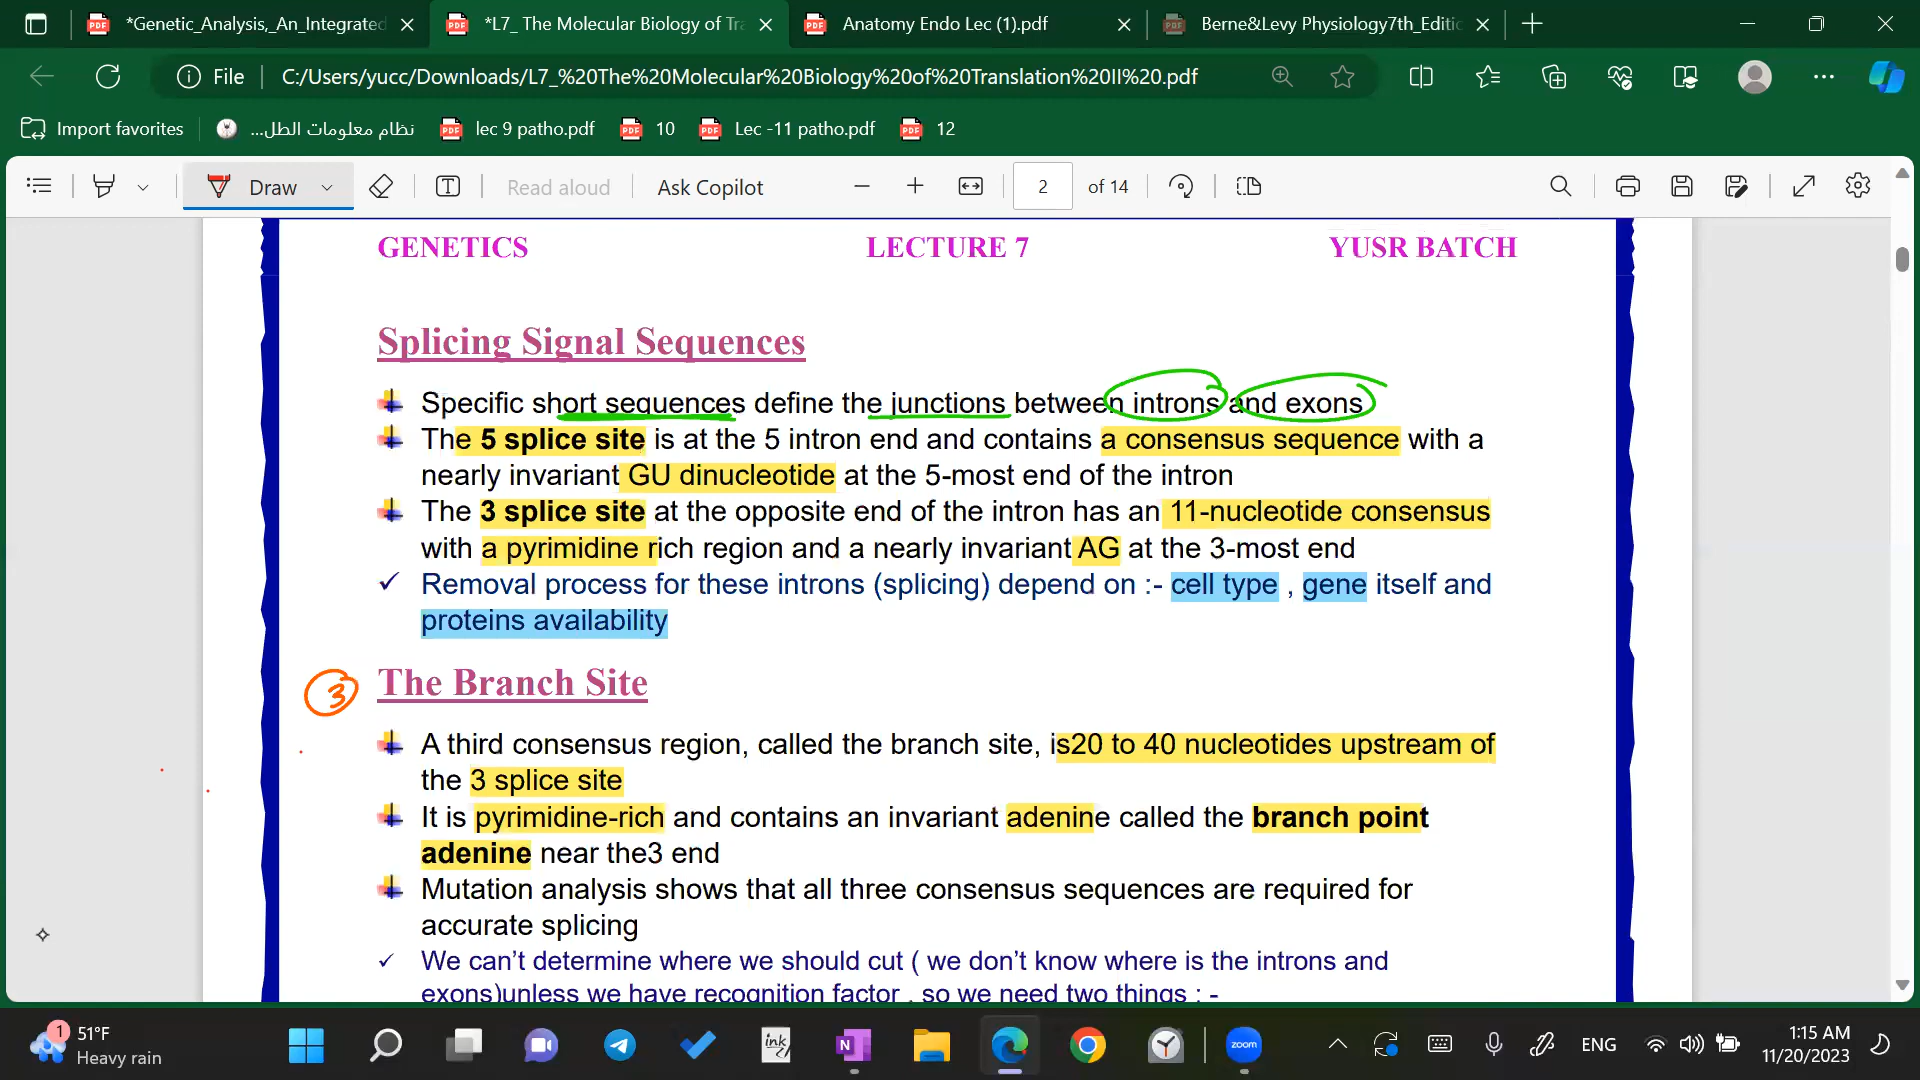 *Genetic_Analysis,_An_Integrated
*L7_ The Molecular Biology of Tra
Anatomy Endo Lec (1).pdf
Berne&Levy Physiology7th_Editic
File
C:/Users/yucc/Downloads/L7_%20The%20Molecular%20Biology%20of%20Translation%20II%20.pdf
Import favorites
نظام معلومات الطل...
lec 9 patho.pdf
10
Lec -11 patho.pdf
12
Draw
Read aloud
Ask Copilot
2
of 14
GENETICS
LECTURE 7
YUSR BATCH
Splicing Signal Sequences
Specific short sequences define the junctions between introns and exons
The 5 splice site is at the 5 intron end and contains a consensus sequence with a
nearly invariant GU dinucleotide at the 5-most end of the intron
The 3 splice site at the opposite end of the intron has an 11-nucleotide consensus
with a pyrimidine rich region and a nearly invariant AG at the 3-most end
Removal process for these introns (splicing) depend on :- cell type , gene itself and
proteins availability
3
The Branch Site
A third consensus region, called the branch site, is20 to 40 nucleotides upstream of
the 3 splice site
It is pyrimidine-rich and contains an invariant adenine called the branch point
adenine near the3 end
Mutation analysis shows that all three consensus sequences are required for
accurate splicing
We can't determine where we should cut ( we don't know where is the introns and
exons)unless we have recognition factor , so we need two things : -
1
51°F
Heavy rain
ink
N
zoom
ENG
1:15 AM
11/20/2023